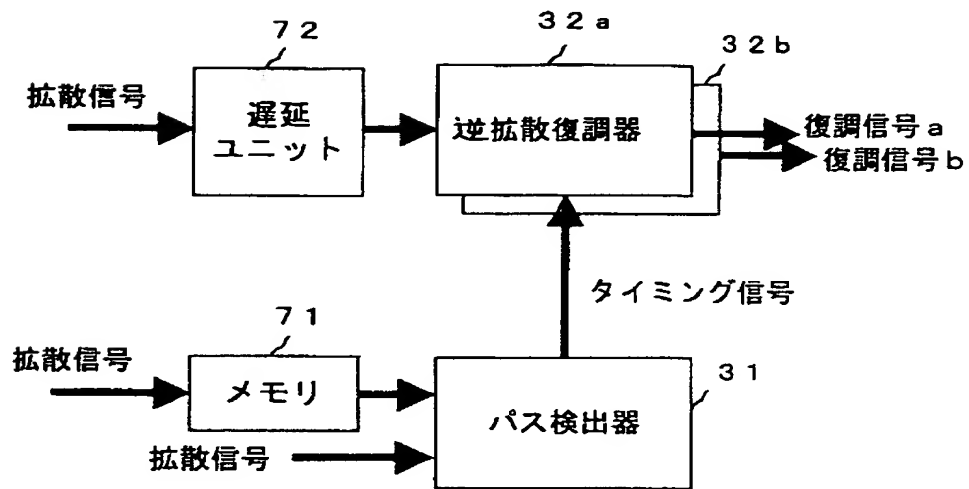 72
32a
32b
拡散信号
遅延
ユニット
逆拡散復調器
復調信号a
復調信号b
タイミング信号
71
31
拡散信号
メモリ
パス検出器
拡散信号